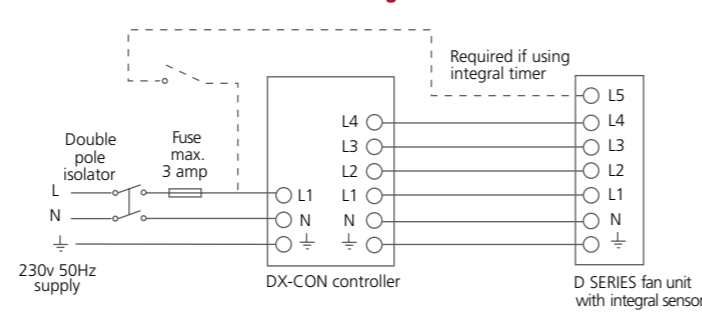 Required if using
integral timer
L5
L4
L4
L3
L3
Double
pole
isolator
Fuse
max.
3 amp
L2
L2
L
L1
L1
L1
N
N
N
N
230v 50Hz
supply
DX-CON controller
D SERIES fan unit
with integral sensor